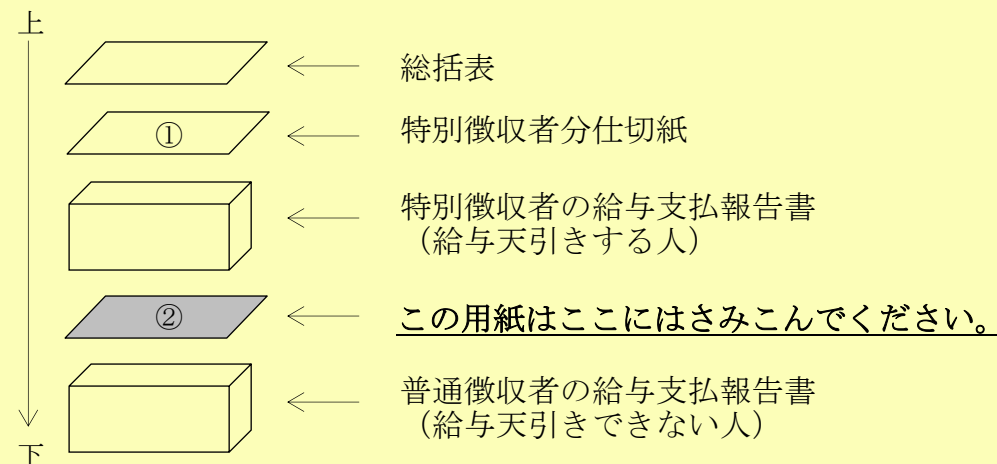 上
総括表
①
特別徴収者分仕切紙
特別徴収者の給与支払報告書
（給与天引きする人）
②
この用紙はここにはさみこんでください。
普通徴収者の給与支払報告書
（給与天引きできない人）
下